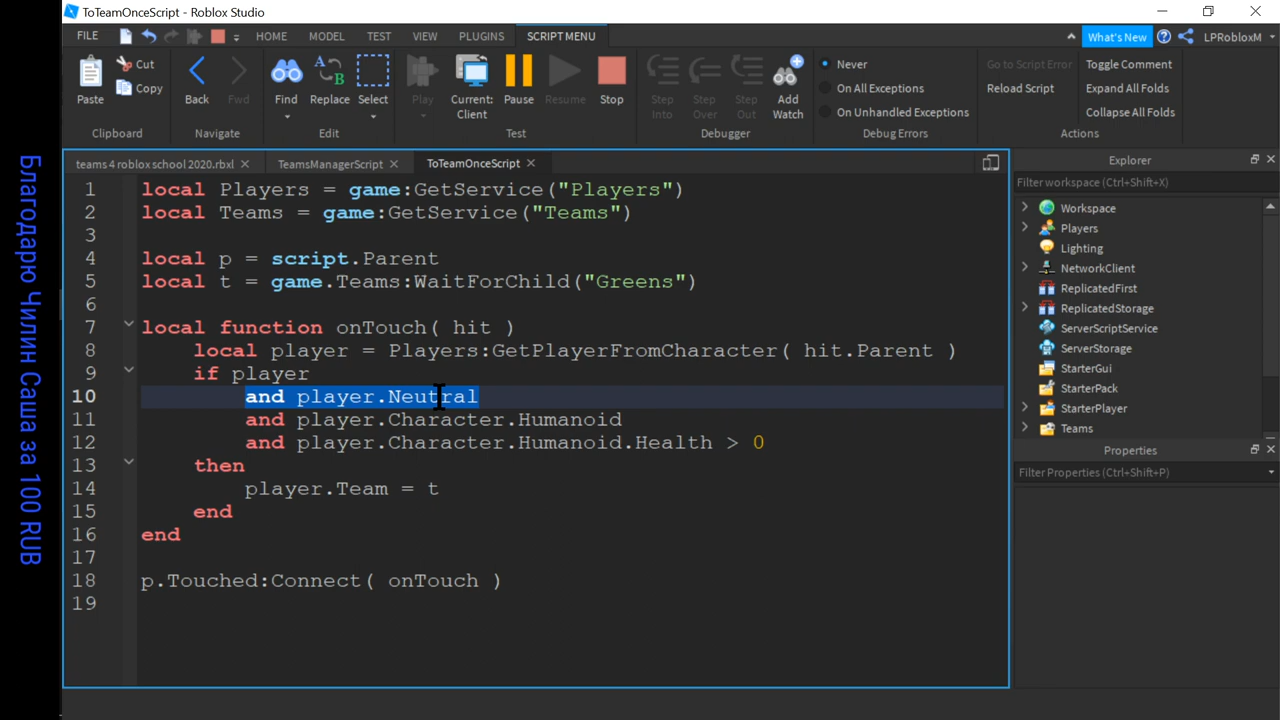 ToTeamOnceScript - Roblox Studio
FILE HOME MODEL TEST VIEW PLUGINS SCRIPT MENU What's New LPRobloxM
Paste
Cut
Copy
Clipboard
Back
Fwd
Navigate
Find
Replace
Select
Edit
Play
Current:
Client
Pause
Resume
Stop
Test
Step
Into
Step
Over
Step
Out
Add
Watch
Debugger
Never
On All Exceptions
On Unhandled Exceptions
Debug Errors
Go to Script Error
Reload Script
Toggle Comment
Expand All Folds
Collapse All Folds
Actions
teams 4 roblox school 2020.rbxl TeamsManagerScript ToTeamOnceScript
1 local Players = game:GetService("Players")
2 local Teams = game:GetService("Teams")
3
4 local p = script.Parent
5 local t = game.Teams:WaitForChild("Greens")
6
7 local function onTouch( hit )
8 local player = Players:GetPlayerFromCharacter( hit.Parent )
9 if player
10 and player.Neutral
11 and player.Character.Humanoid
12 and player.Character.Humanoid.Health > 0
13 then
14 player.Team = t
15 end
16 end
17
18 p.Touched:Connect( onTouch )
19
Explorer
Filter workspace (Ctrl+Shift+X)
Workspace
Players
Lighting
NetworkClient
ReplicatedFirst
ReplicatedStorage
ServerScriptService
ServerStorage
StarterGui
StarterPack
StarterPlayer
Teams
Properties
Filter Properties (Ctrl+Shift+P)
Благодарю Чилин Саша за 100 RUB